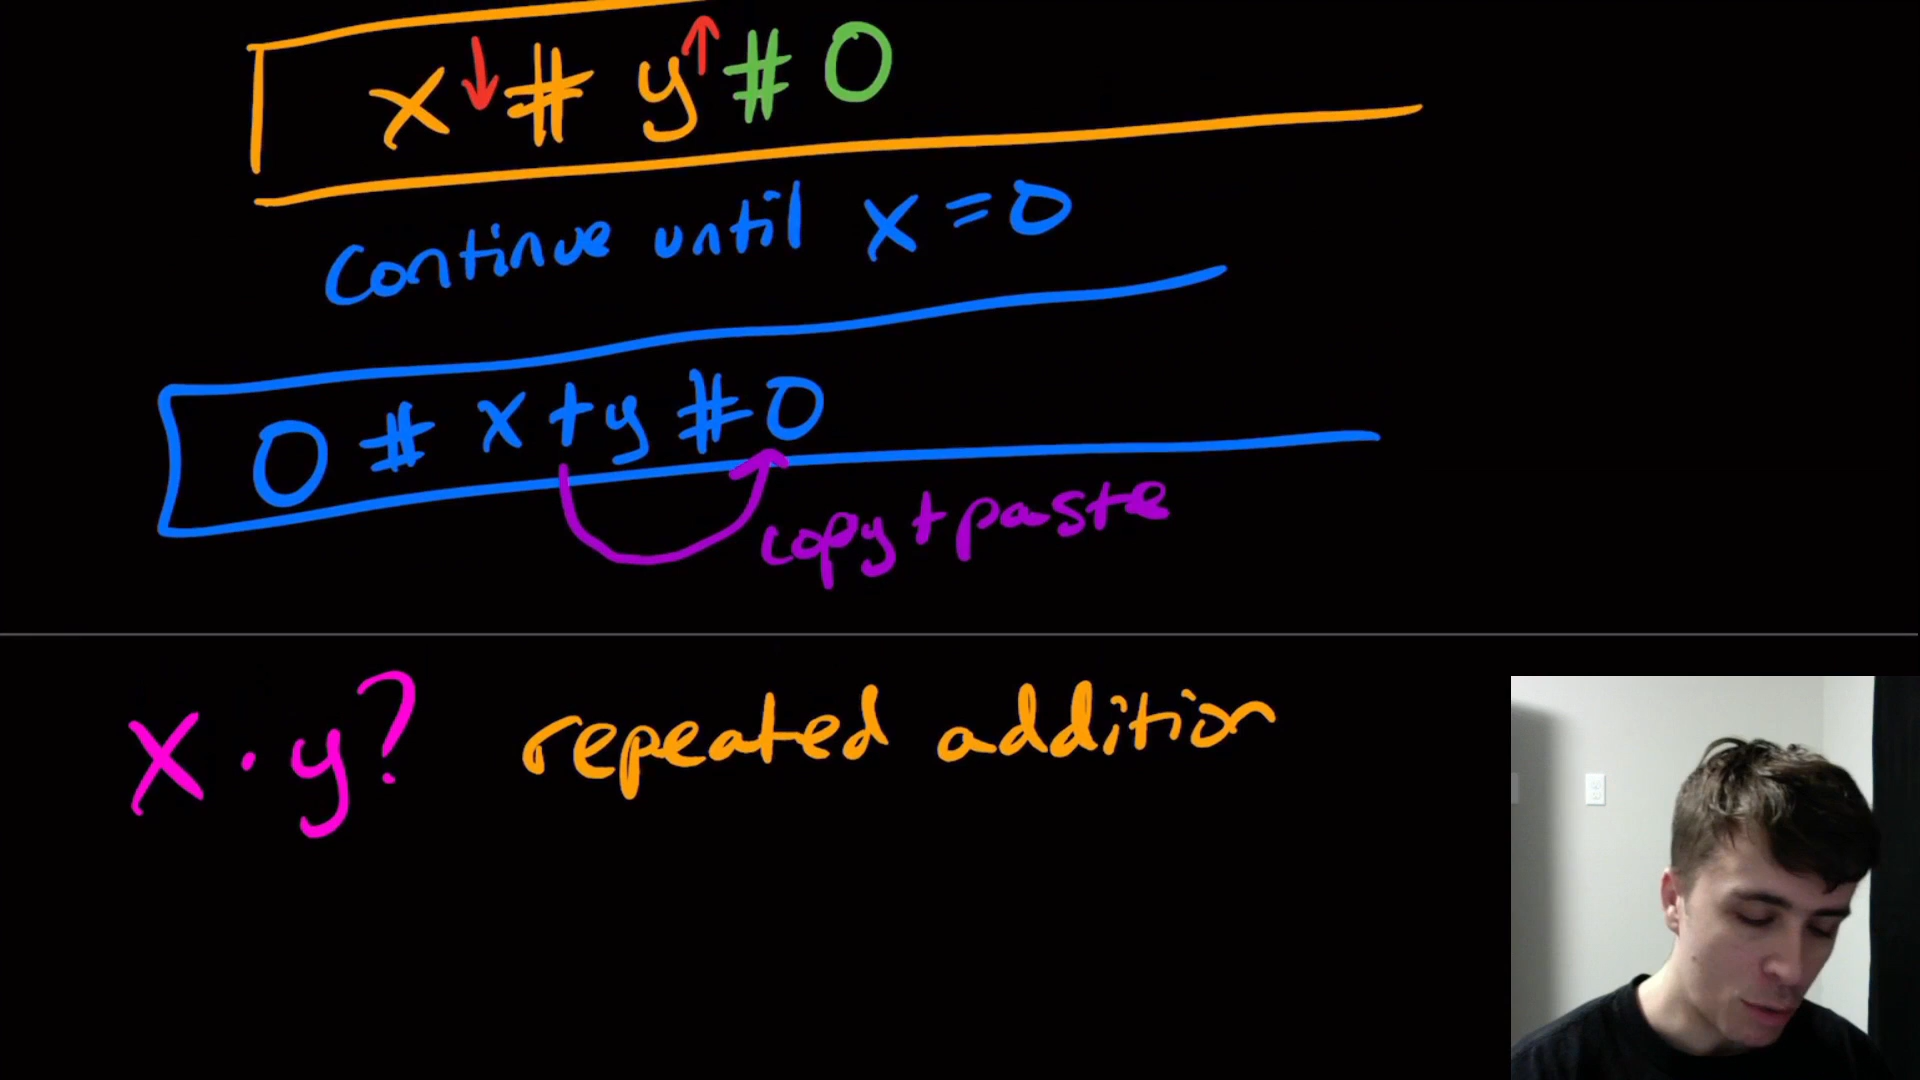 x↓ # y↑ # 0
Continue until x = 0
0 # x + y # 0
copy + paste
x · y? repeated addition